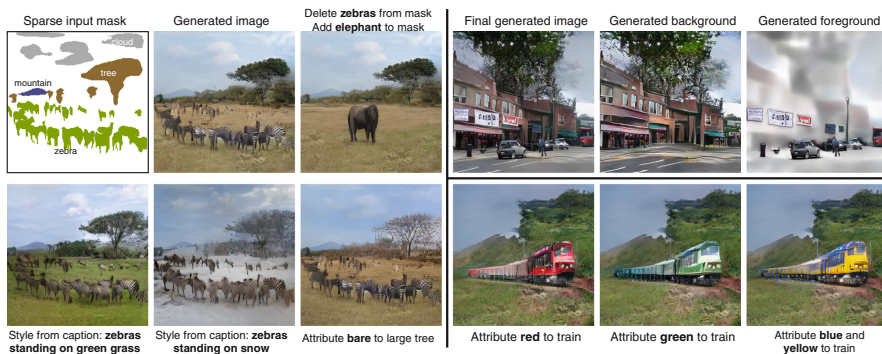 Sparse input mask
Generated image
Delete zebras from mask
Add elephant to mask
Final generated image
Generated background
Generated foreground
cloud
tree
mountain
zebra
Style from caption: zebras
standing on green grass
Style from caption: zebras
standing on snow
Attribute bare to large tree
Attribute red to train
Attribute green to train
Attribute blue and
yellow to train